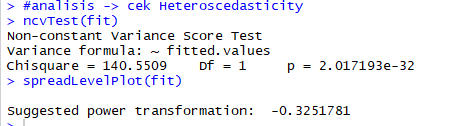 > #analisis -> cek Heteroscedasticity
> ncvTest(fit)
Non-constant Variance Score Test
Variance formula: ~ fitted.values
Chisquare = 140.5509    Df = 1     p = 2.017193e-32
> spreadLevelPlot(fit)
Suggested power transformation:  -0.3251781
>